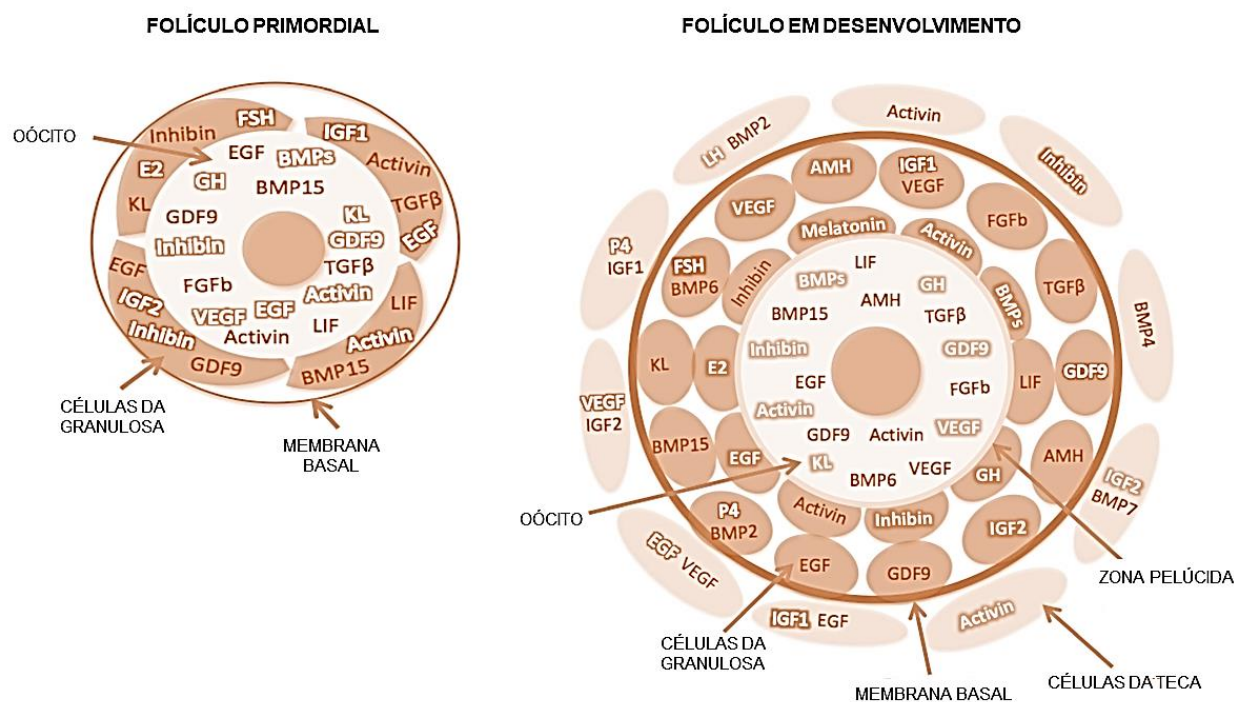 FOLÍCULO PRIMORDIAL
FOLÍCULO EM DESENVOLVIMENTO
OÓCITO
Inhibin
FSH
E2
KL
EGF
BMPs
GH
BMP15
GDF9
KL
Inhibin
GDF9
TGFβ
FGFb
Activin
VEGF
EGF
Activin
LIF
IGF1
Activin
TGFβ
EGF
EGF
IGF2
Inhibin
GDF9
LIF
Activin
BMP15
CÉLULAS DA
GRANULOSA
MEMBRANA
BASAL
Activin
LH BMP2
Inhibin
P4
IGF1
BMP4
VEGF
IGF2
IGF2
BMP7
EGF VEGF
IGF1 EGF
Activin
AMH
IGF1
VEGF
VEGF
FGFb
Melatonin
Activin
FSH
BMP6
Inhibin
BMPs
TGFβ
KL
E2
LIF
GDF9
BMP15
EGF
GH
AMH
P4
BMP2
Activin
Inhibin
IGF2
EGF
GDF9
LIF
BMPs
GH
AMH
BMP15
TGFβ
Inhibin
GDF9
EGF
FGFb
Activin
GDF9
Activin
VEGF
KL
BMP6
VEGF
OÓCITO
ZONA PELÚCIDA
CÉLULAS DA
GRANULOSA
MEMBRANA BASAL
CÉLULAS DA TECA